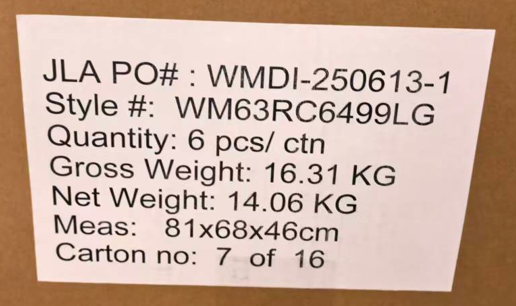 JLA PO# : WMDI-250613-1
Style #: WM63RC6499LG
Quantity: 6 pcs/ ctn
Gross Weight: 16.31 KG
Net Weight: 14.06 KG
Meas: 81x68x46cm
Carton no: 7 of 16